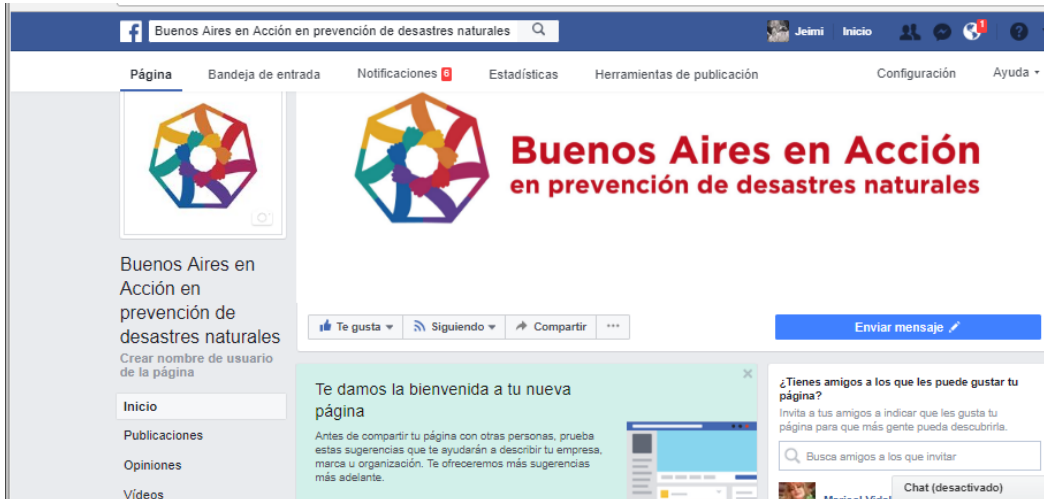 Buenos Aires en Acción en prevención de desastres naturales
Jeimi Inicio 1
Página Bandeja de entrada Notificaciones 6 Estadísticas Herramientas de publicación Configuración Ayuda
Buenos Aires en Acción
en prevención de desastres naturales
Buenos Aires en
Acción en
prevención de
desastres naturales
Crear nombre de usuario
de la página
Te gusta Siguiendo Compartir ...
Enviar mensaje
Inicio
Publicaciones
Opiniones
Vídeos
Te damos la bienvenida a tu nueva
página
Antes de compartir tu página con otras personas, prueba
estas sugerencias que te ayudarán a describir tu empresa,
marca u organización. Te ofreceremos más sugerencias
más adelante.
¿Tienes amigos a los que les puede gustar tu
página?
Invita a tus amigos a indicar que les gusta tu
página para que más gente pueda descubrirla.
Busca amigos a los que invitar
Chat (desactivado)